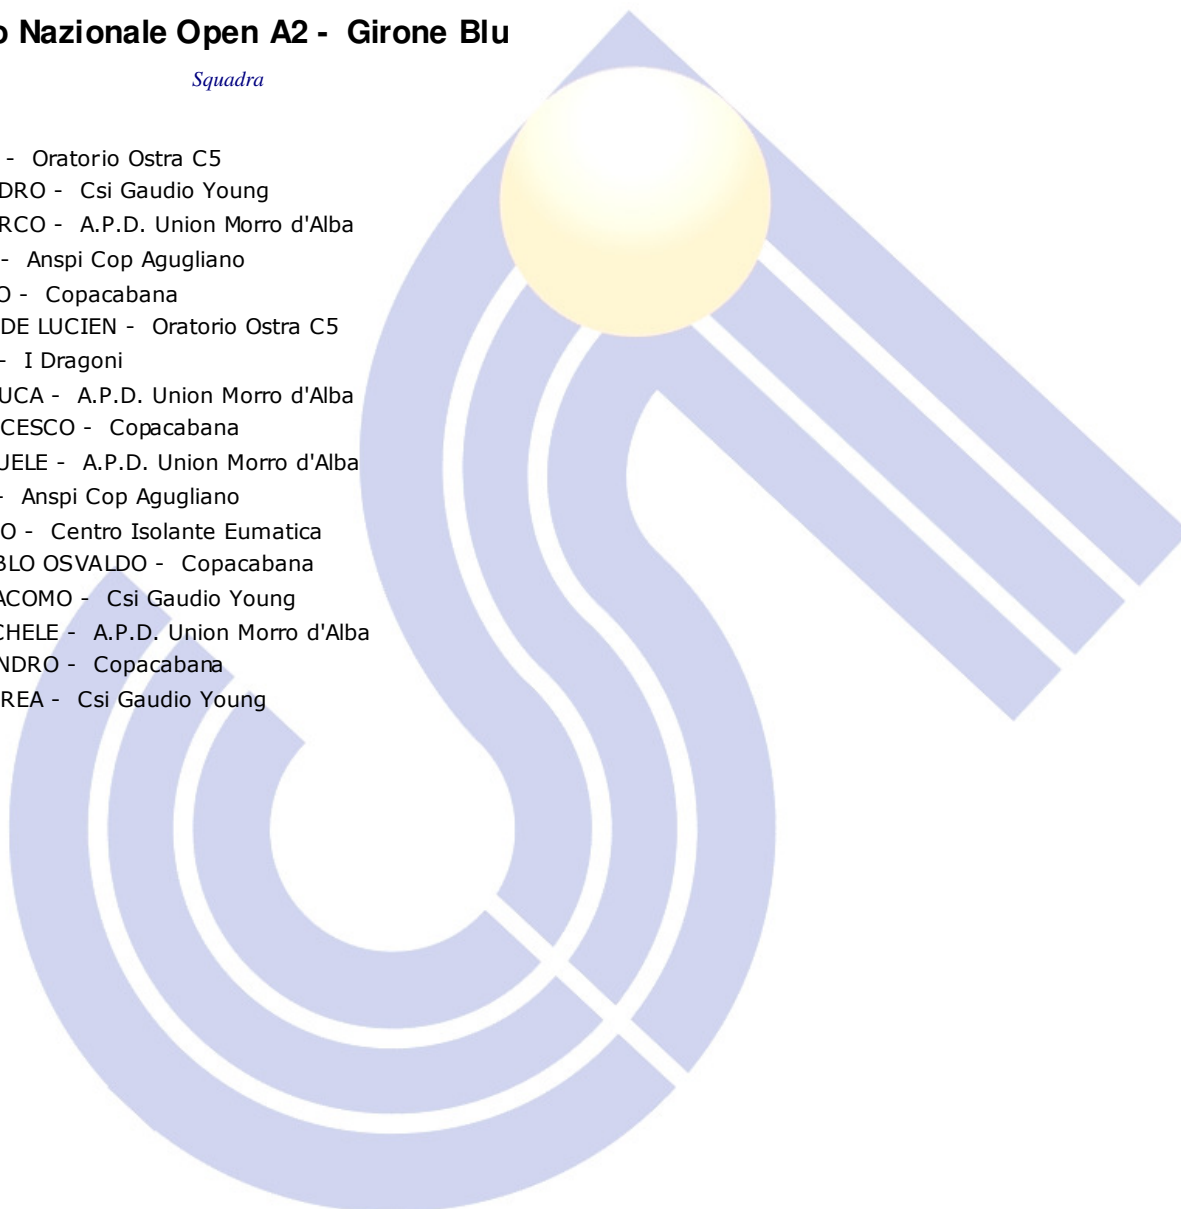 o Nazionale Open A2 - Girone Blu
Squadra
- Oratorio Ostra C5
DRO - Csi Gaudio Young
RCO - A.P.D. Union Morro d'Alba
- Anspi Cop Agugliano
O - Copacabana
DE LUCIEN - Oratorio Ostra C5
- I Dragoni
UCA - A.P.D. Union Morro d'Alba
CESCO - Copacabana
UELE - A.P.D. Union Morro d'Alba
- Anspi Cop Agugliano
O - Centro Isolante Eumatica
BLO OSVALDO - Copacabana
ACOMO - Csi Gaudio Young
CHELE - A.P.D. Union Morro d'Alba
NDRO - Copacabana
REA - Csi Gaudio Young